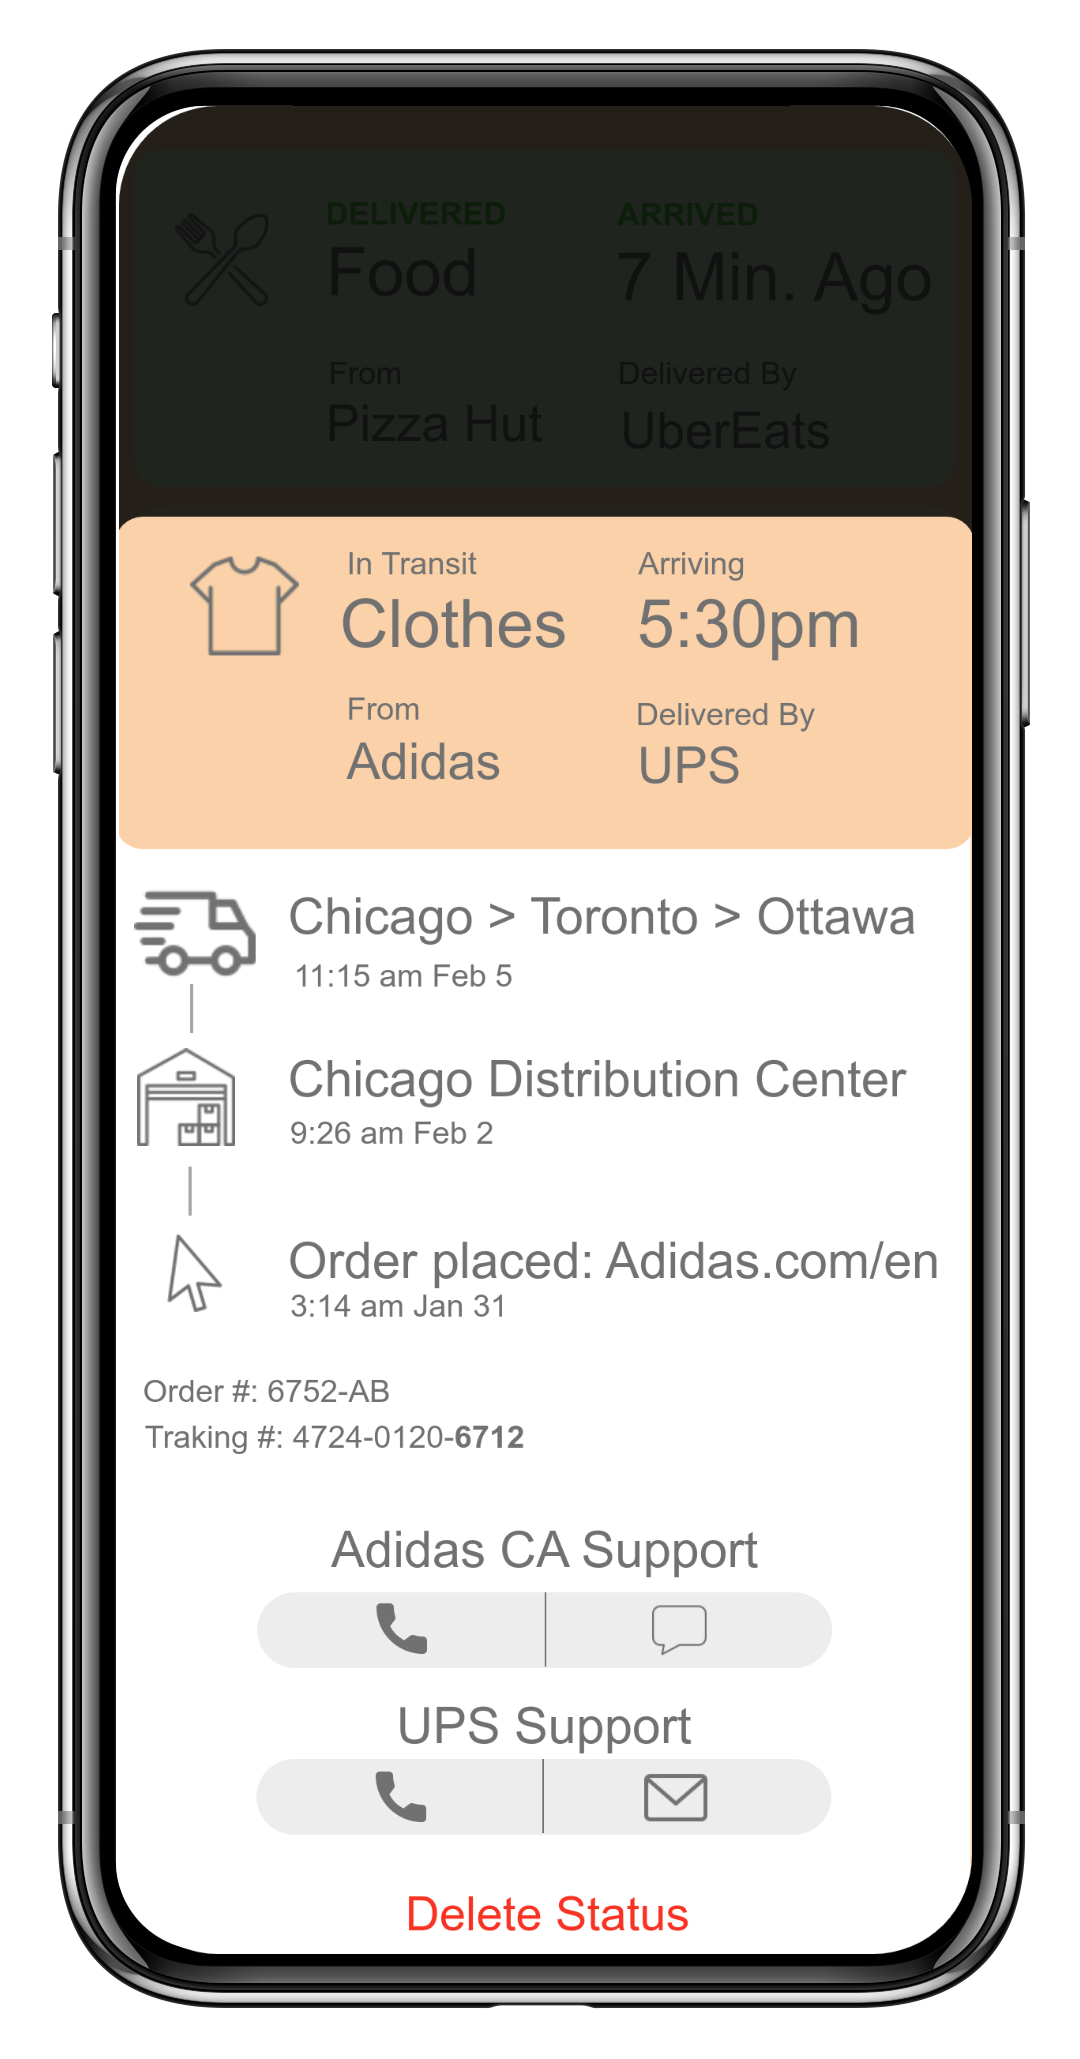 DELIVERED
ARRIVED
Food
7 Min. Ago
From
Delivered By
Pizza Hut
UberEats
In Transit
Arriving
Clothes
5:30pm
From
Delivered By
Adidas
UPS
Chicago > Toronto > Ottawa
11:15 am Feb 5
Chicago Distribution Center
9:26 am Feb 2
Order placed: Adidas.com/en
3:14 am Jan 31
Order #: 6752-AB
Traking #: 4724-0120-6712
Adidas CA Support
UPS Support
Delete Status